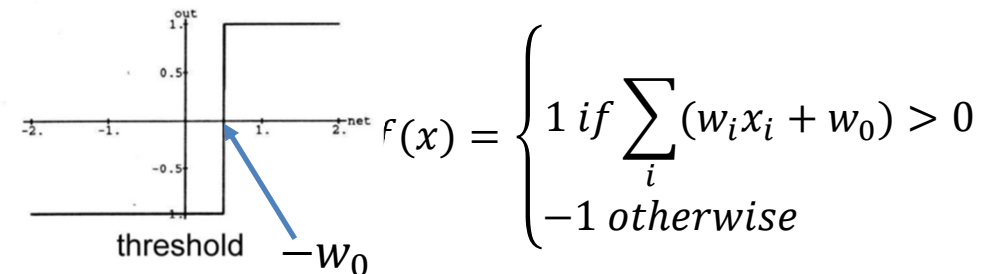 out
1.
0.5
-2. -1. 1. 2. net
-0.5
1.
threshold
-w₀
f(x) = { 1 if ∑ᵢ (wᵢxᵢ + w₀) > 0
-1 otherwise